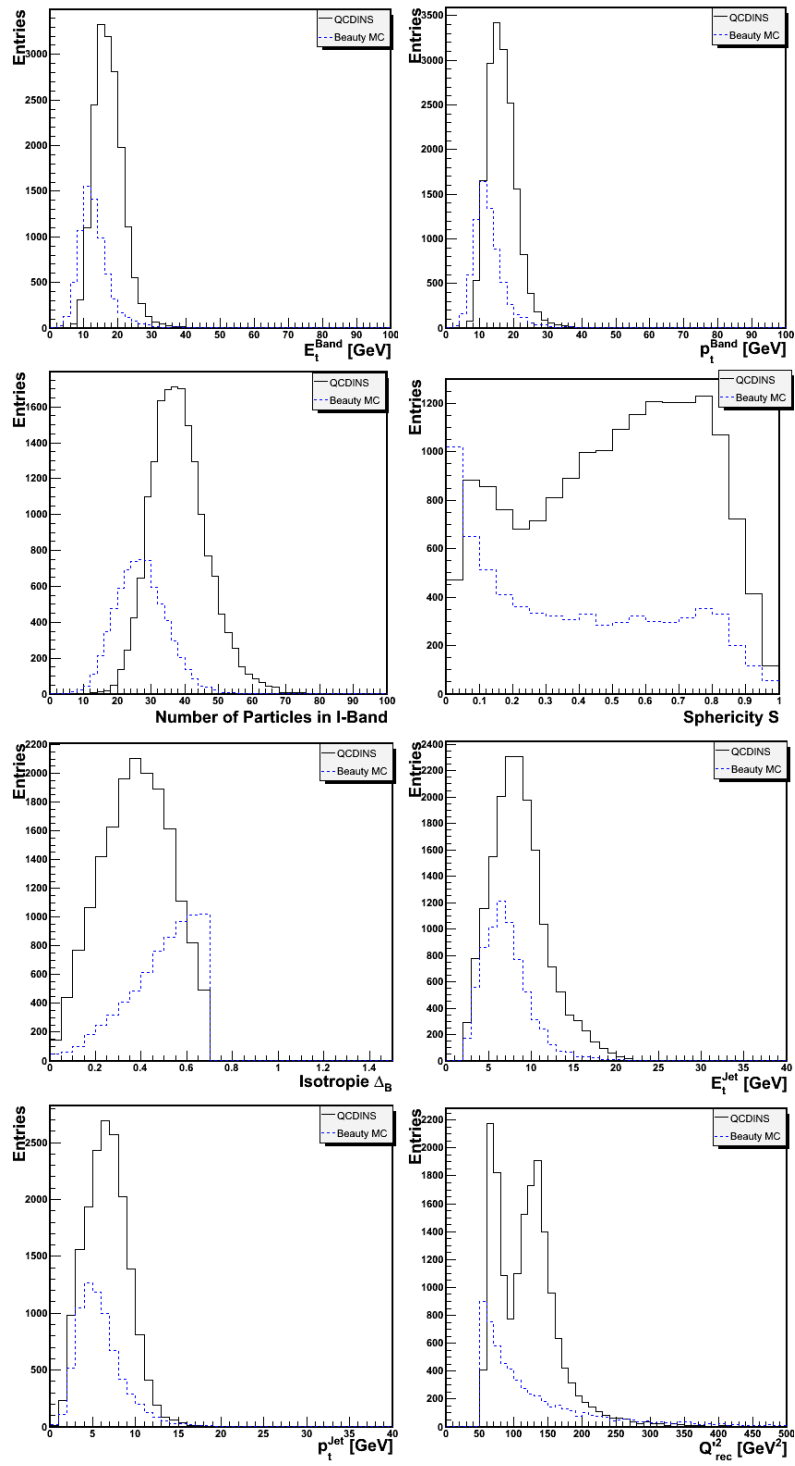 Entries
QCDINS
Beauty MC
3000
2500
2000
1500
1000
500
0
0 10 20 30 40 50 60 70 80 90 100
E_t^Band [GeV]
Entries
QCDINS
Beauty MC
3500
3000
2500
2000
1500
1000
500
0
0 10 20 30 40 50 60 70 80 90 100
p_t^Band [GeV]
Entries
QCDINS
Beauty MC
1600
1400
1200
1000
800
600
400
200
0
0 10 20 30 40 50 60 70 80 90 100
Number of Particles in I-Band
Entries
QCDINS
Beauty MC
1200
1000
800
600
400
200
0
0 0.1 0.2 0.3 0.4 0.5 0.6 0.7 0.8 0.9 1
Sphericity S
Entries
QCDINS
Beauty MC
2200
2000
1800
1600
1400
1200
1000
800
600
400
200
0
0 0.2 0.4 0.6 0.8 1 1.2 1.4
Isotropie Δ_B
Entries
QCDINS
Beauty MC
2400
2200
2000
1800
1600
1400
1200
1000
800
600
400
200
0
0 5 10 15 20 25 30 35 40
E_t^Jet [GeV]
Entries
QCDINS
Beauty MC
2500
2000
1500
1000
500
0
0 5 10 15 20 25 30 35 40
p_t^Jet [GeV]
Entries
QCDINS
Beauty MC
2200
2000
1800
1600
1400
1200
1000
800
600
400
200
0
0 50 100 150 200 250 300 350 400 450 500
Q'^2_rec [GeV²]